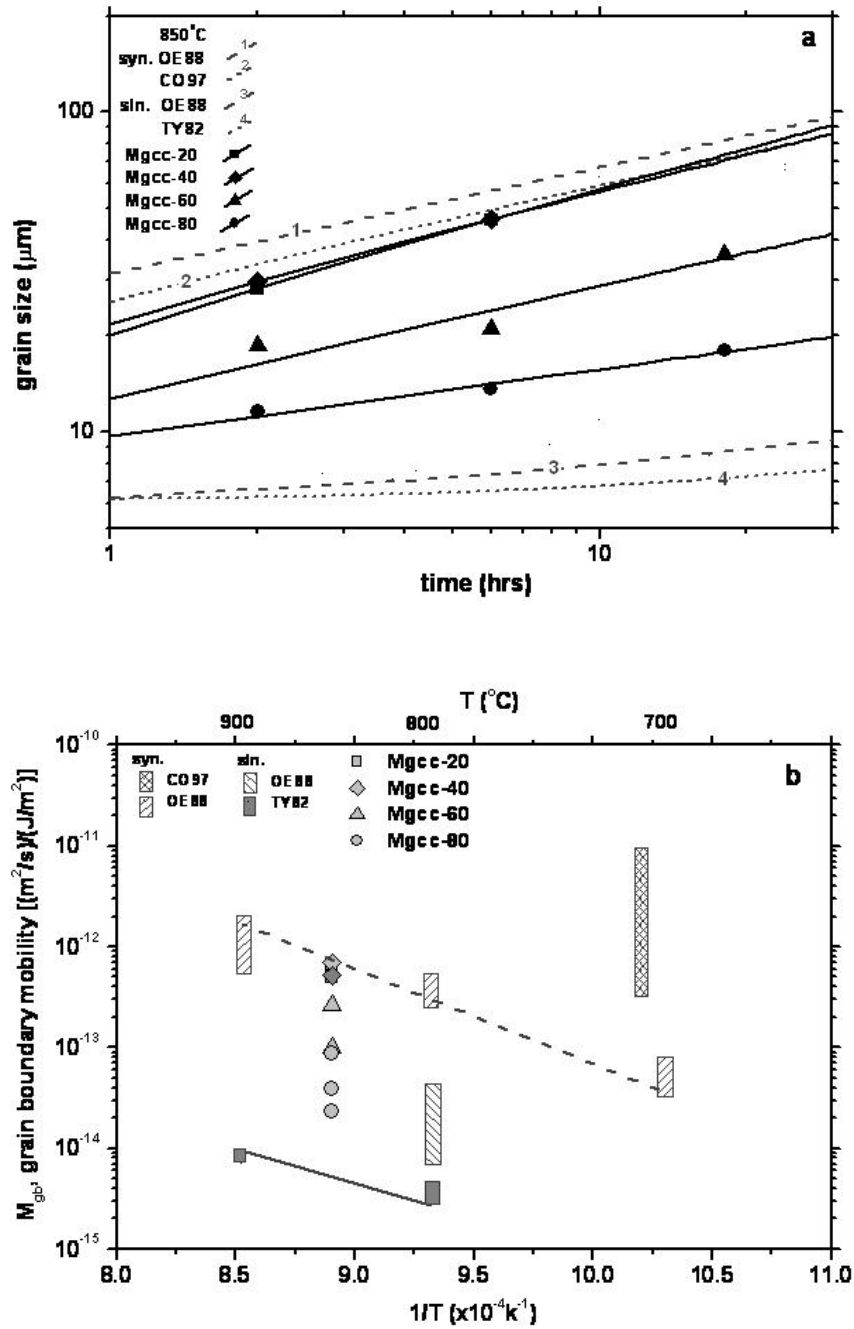 a
850°C
syn. OE88 1
CO97 2
sin. OE88 3
TY82 4
Mgcc-20
Mgcc-40
Mgcc-60
Mgcc-80
100
10
grain size (μm)
1
2
3
4
1 10
time (hrs)
T (°C)
900 800 700
b
syn. sin.
CO97 OE88
OE88 TY82
Mgcc-20
Mgcc-40
Mgcc-60
Mgcc-80
10⁻¹⁰
10⁻¹¹
10⁻¹²
10⁻¹³
10⁻¹⁴
10⁻¹⁵
M_gb, grain boundary mobility [(m²/s)/(J/m²)]
8.0 8.5 9.0 9.5 10.0 10.5 11.0
1/T (x10⁻⁴k⁻¹)